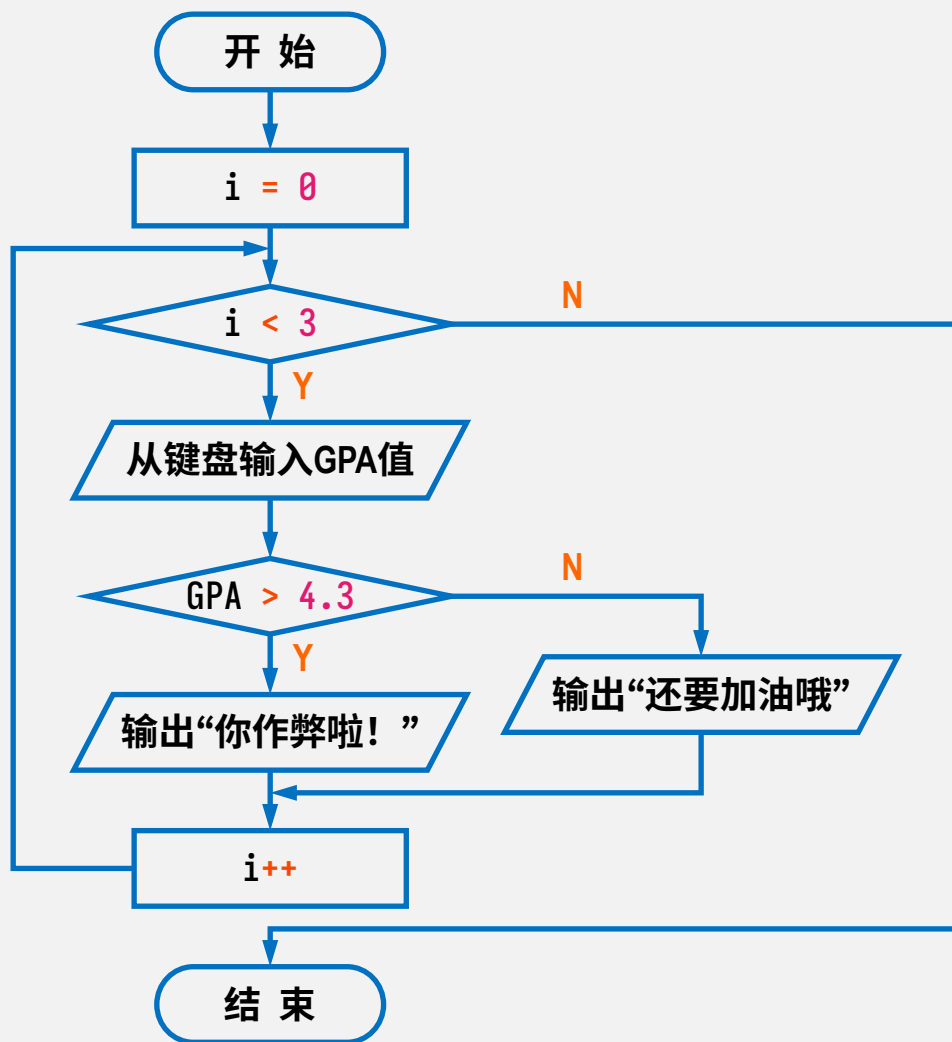 开 始
i = 0
i < 3
N
Y
从键盘输入GPA值
GPA > 4.3
N
Y
输出“你作弊啦！”
输出“还要加油哦”
i++
结 束